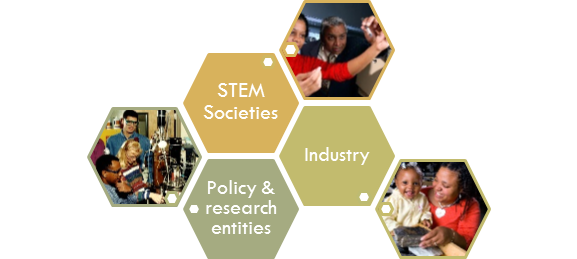 STEM
Societies
Industry
Policy &
research
entities